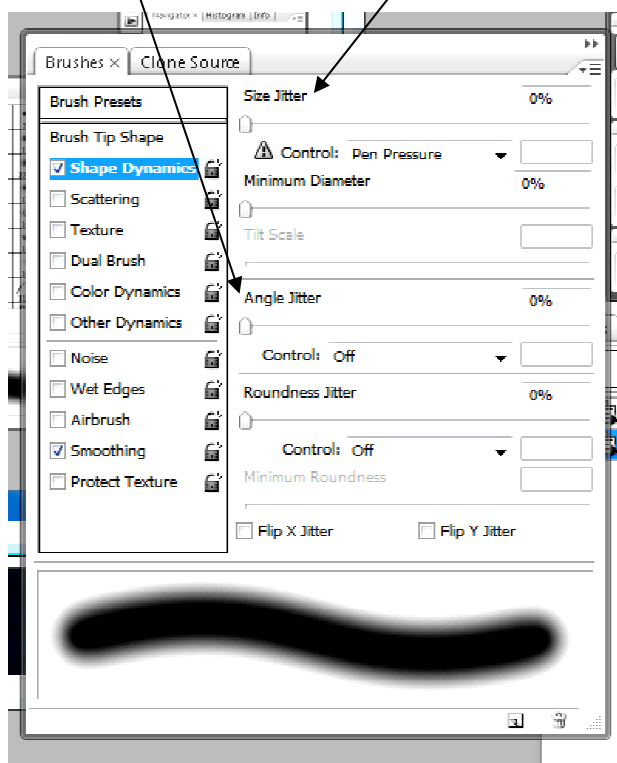 Navigator × Histogram Info
Brushes × Clone Source
Brush Presets
Brush Tip Shape
Shape Dynamics
Scattering
Texture
Dual Brush
Color Dynamics
Other Dynamics
Noise
Wet Edges
Airbrush
Smoothing
Protect Texture
Size Jitter 0%
Control: Pen Pressure
Minimum Diameter 0%
Tilt Scale
Angle Jitter 0%
Control: Off
Roundness Jitter 0%
Control: Off
Minimum Roundness
Flip X Jitter Flip Y Jitter